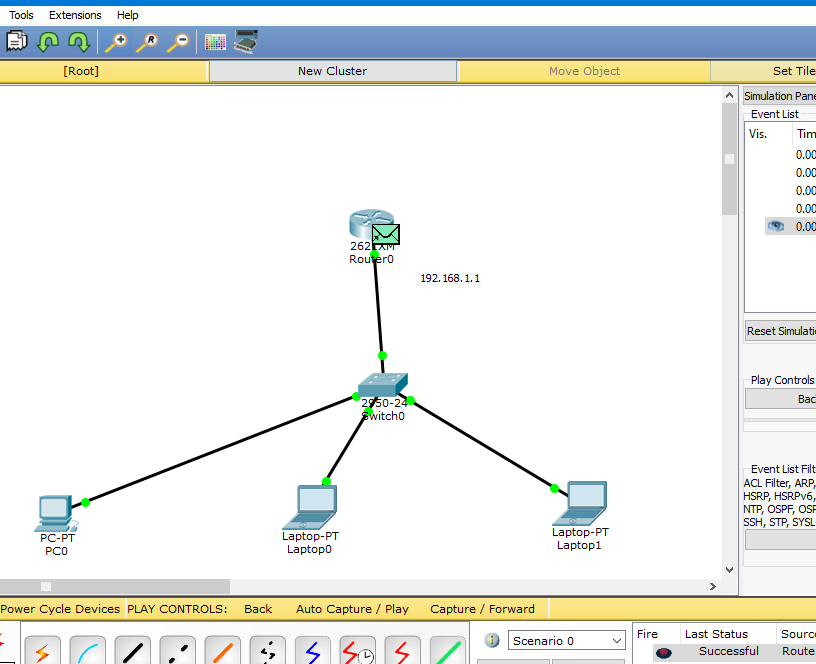 Tools Extensions Help
[Root] New Cluster Move Object Set Tile
Simulation Pane
Event List
Vis. Tim
0.00
0.00
0.00
0.00
0.00
Router0
192.168.1.1
2950-24
Switch0
PC-PT
PC0
Laptop-PT
Laptop0
Laptop-PT
Laptop1
Reset Simulati
Play Controls
Bac
Event List Filt
ACL Filter, ARP,
HSRP, HSRPv6,
NTP, OSPF, OSP
SSH, STP, SYSL
Power Cycle Devices PLAY CONTROLS: Back Auto Capture / Play Capture / Forward
Scenario 0
Fire Last Status Sourc
Successful Route